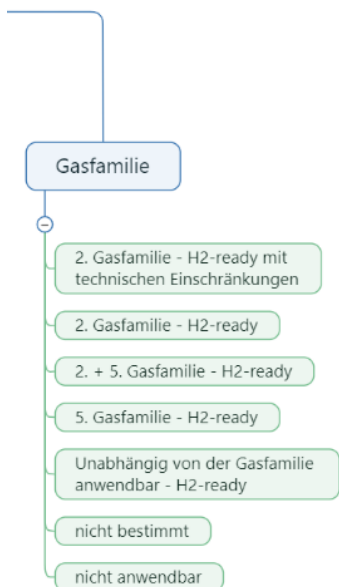 Gasfamilie
2. Gasfamilie - H2-ready mit
technischen Einschränkungen
2. Gasfamilie - H2-ready
2. + 5. Gasfamilie - H2-ready
5. Gasfamilie - H2-ready
Unabhängig von der Gasfamilie
anwendbar - H2-ready
nicht bestimmt
nicht anwendbar